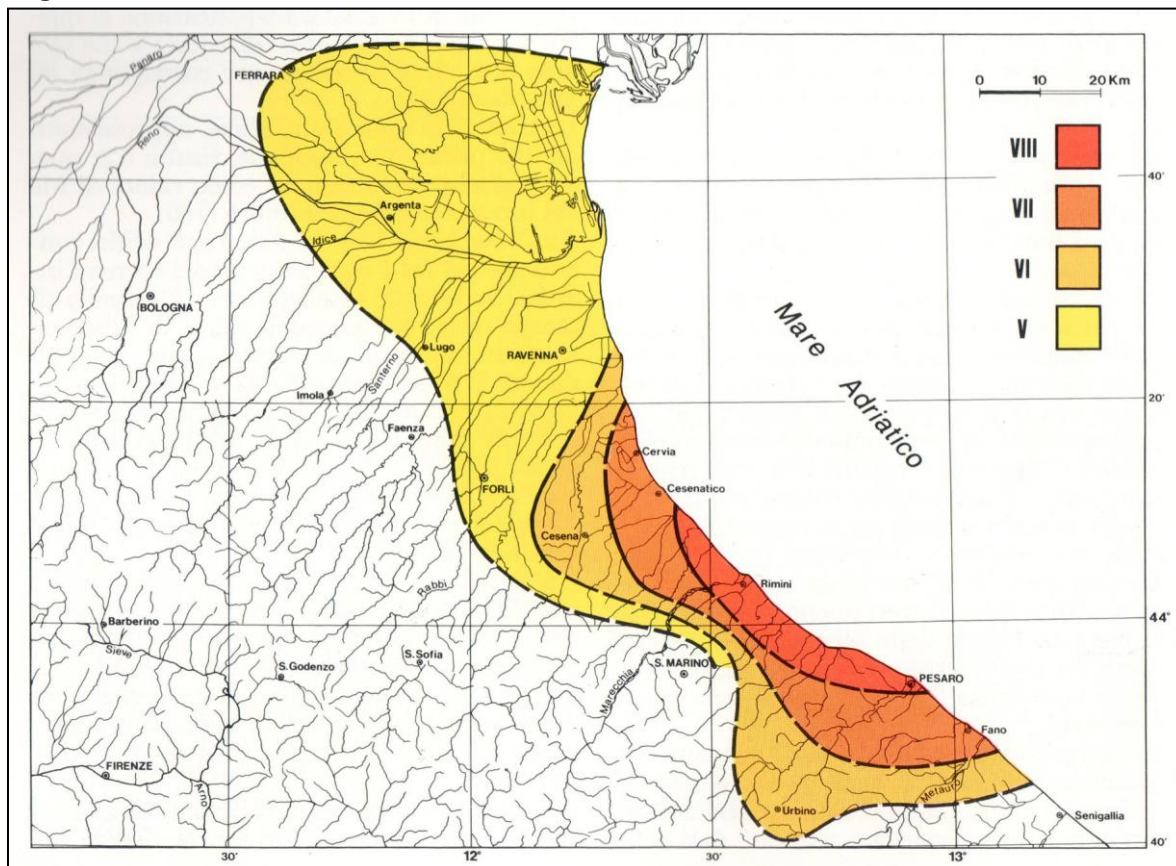 Panaro
FERRARA
Reno
Argenta
Idice
BOLOGNA
Lugo
RAVENNA
Santerno
Imola
Faenza
Cervia
FORLÌ
Cesenatico
Cesena
Rimini
Rabbi
Barberino
Sieve
S.Sofia
S.Godenzo
S. MARINO
Marecchia
PESARO
Fano
FIRENZE
Arno
Metauro
Urbino
Senigallia
Mare
Adriatico
0 10 20 Km
VIII
VII
VI
V
40'
20'
44°
40'
30' 12° 30' 13°